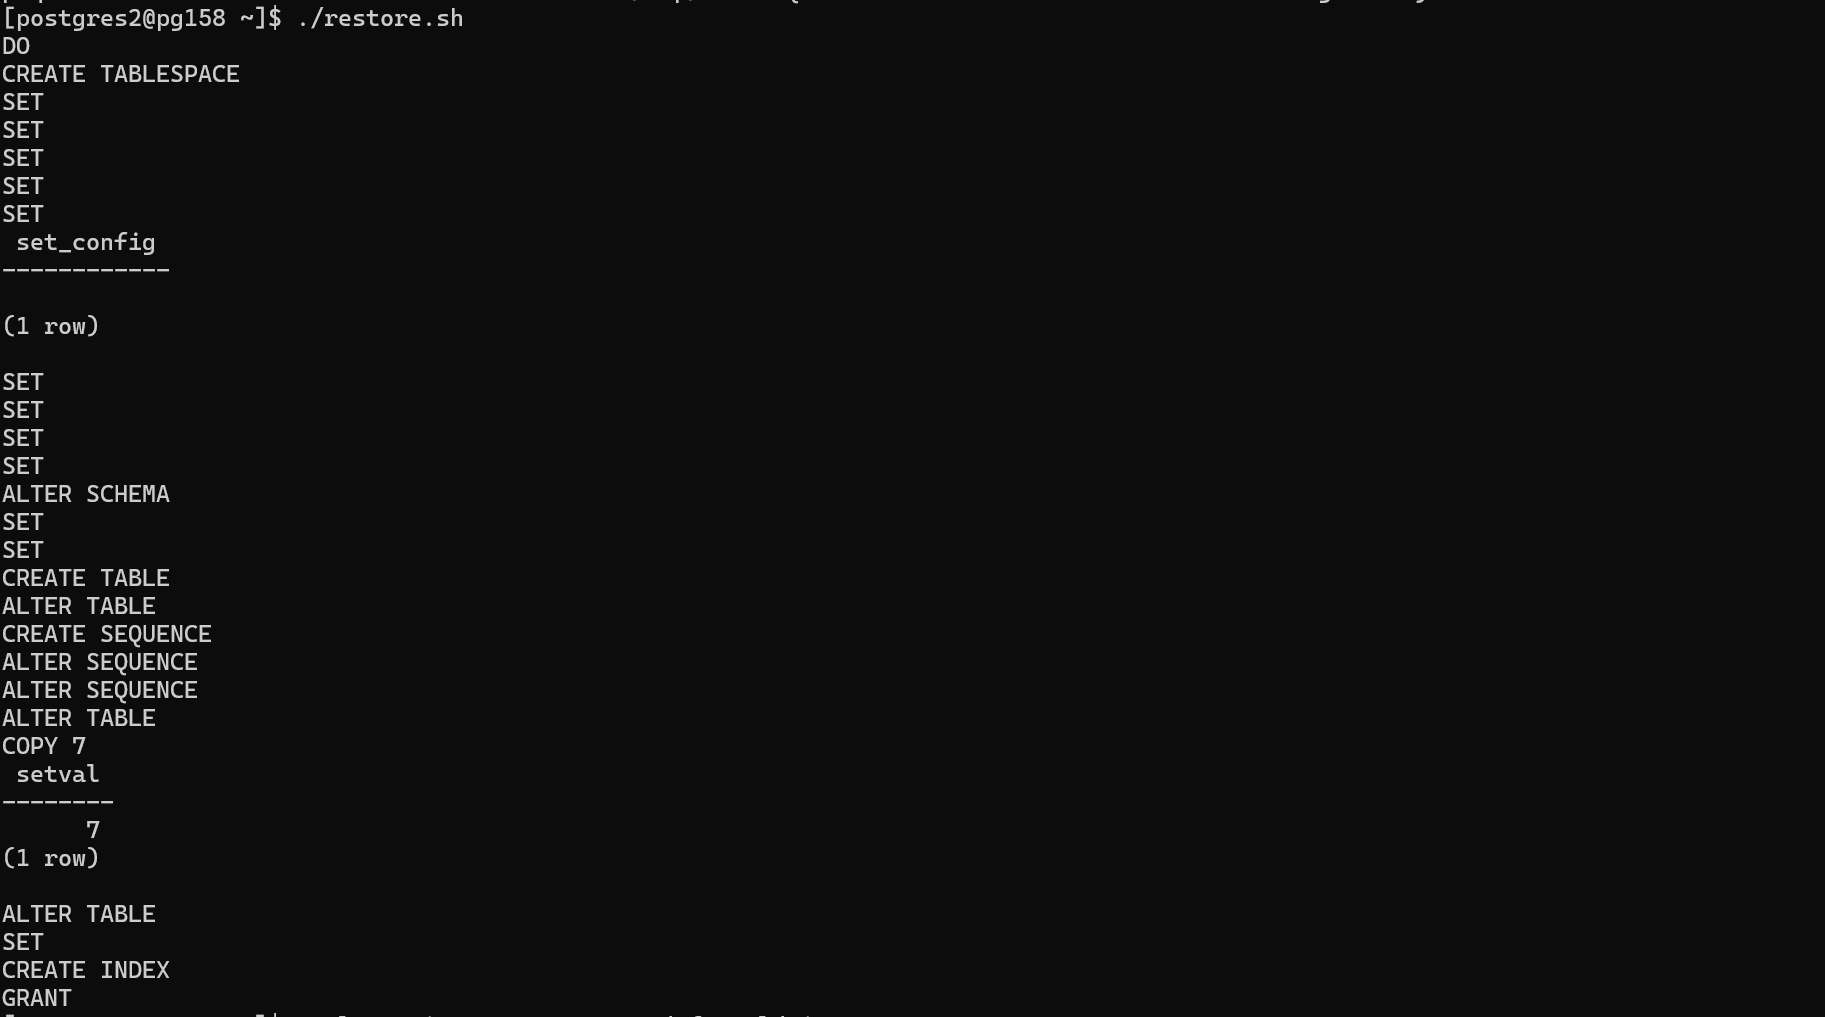 [postgres2@pg158 ~]$ ./restore.sh
DO
CREATE TABLESPACE
SET
SET
SET
SET
SET
 set_config
------------

(1 row)

SET
SET
SET
SET
ALTER SCHEMA
SET
SET
CREATE TABLE
ALTER TABLE
CREATE SEQUENCE
ALTER SEQUENCE
ALTER SEQUENCE
ALTER TABLE
COPY 7
 setval
--------
      7
(1 row)

ALTER TABLE
SET
CREATE INDEX
GRANT